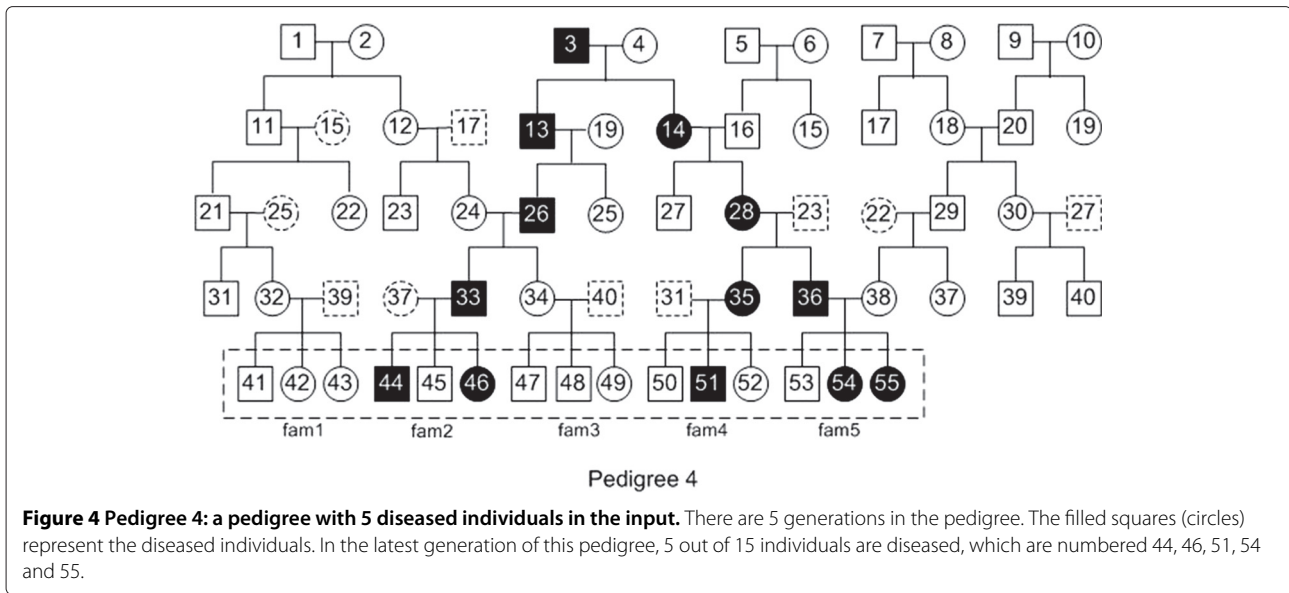 1 2 3 4 5 6 7 8 9 10
11 15 12 17 13 19 14 16 15 17 18 20 19
21 25 22 23 24 26 25 27 28 23 22 29 30 27
31 32 39 37 33 34 40 31 35 36 38 37 39 40
41 42 43 44 45 46 47 48 49 50 51 52 53 54 55
fam1 fam2 fam3 fam4 fam5
Pedigree 4
Figure 4 Pedigree 4: a pedigree with 5 diseased individuals in the input. There are 5 generations in the pedigree. The filled squares (circles)
represent the diseased individuals. In the latest generation of this pedigree, 5 out of 15 individuals are diseased, which are numbered 44, 46, 51, 54
and 55.